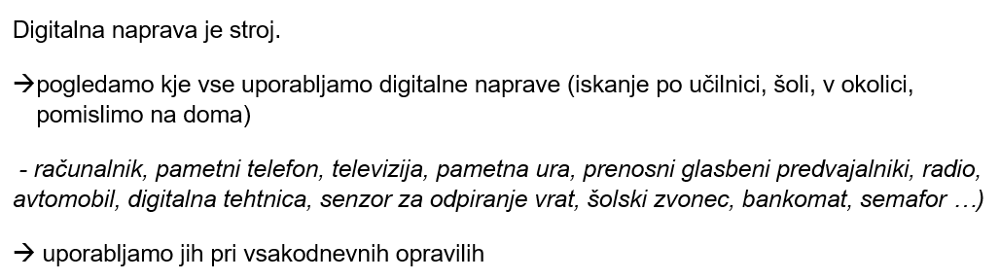 Digitalna naprava je stroj.
→pogledamo kje vse uporabljamo digitalne naprave (iskanje po učilnici, šoli, v okolici,
pomislimo na doma)
- računalnik, pametni telefon, televizija, pametna ura, prenosni glasbeni predvajalniki, radio,
avtomobil, digitalna tehtnica, senzor za odpiranje vrat, šolski zvonec, bankomat, semafor …)
→ uporabljamo jih pri vsakodnevnih opravilih